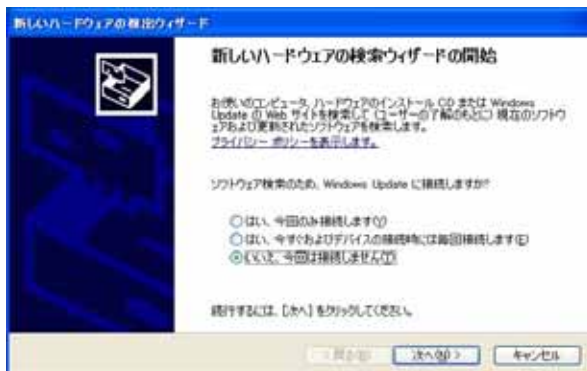 新しいハードウェアの検出ウィザード
新しいハードウェアの検索ウィザードの開始
お使いのコンピュータ、ハードウェアのインストール CD または Windows
Update の Web サイトを検索して (ユーザーの了解のもとに) 現在のソフトウ
ェアおよび更新されたソフトウェアを検索します。
プライバシー ポリシーを表示します。
ソフトウェア検索のため、Windows Update に接続しますか?
はい、今回のみ接続します(Y)
はい、今すぐおよびデバイスの接続時には毎回接続します(E)
いいえ、今回は接続しません(T)
続行するには、[次へ] をクリックしてください。
< 戻る(B)
次へ(N) >
キャンセル